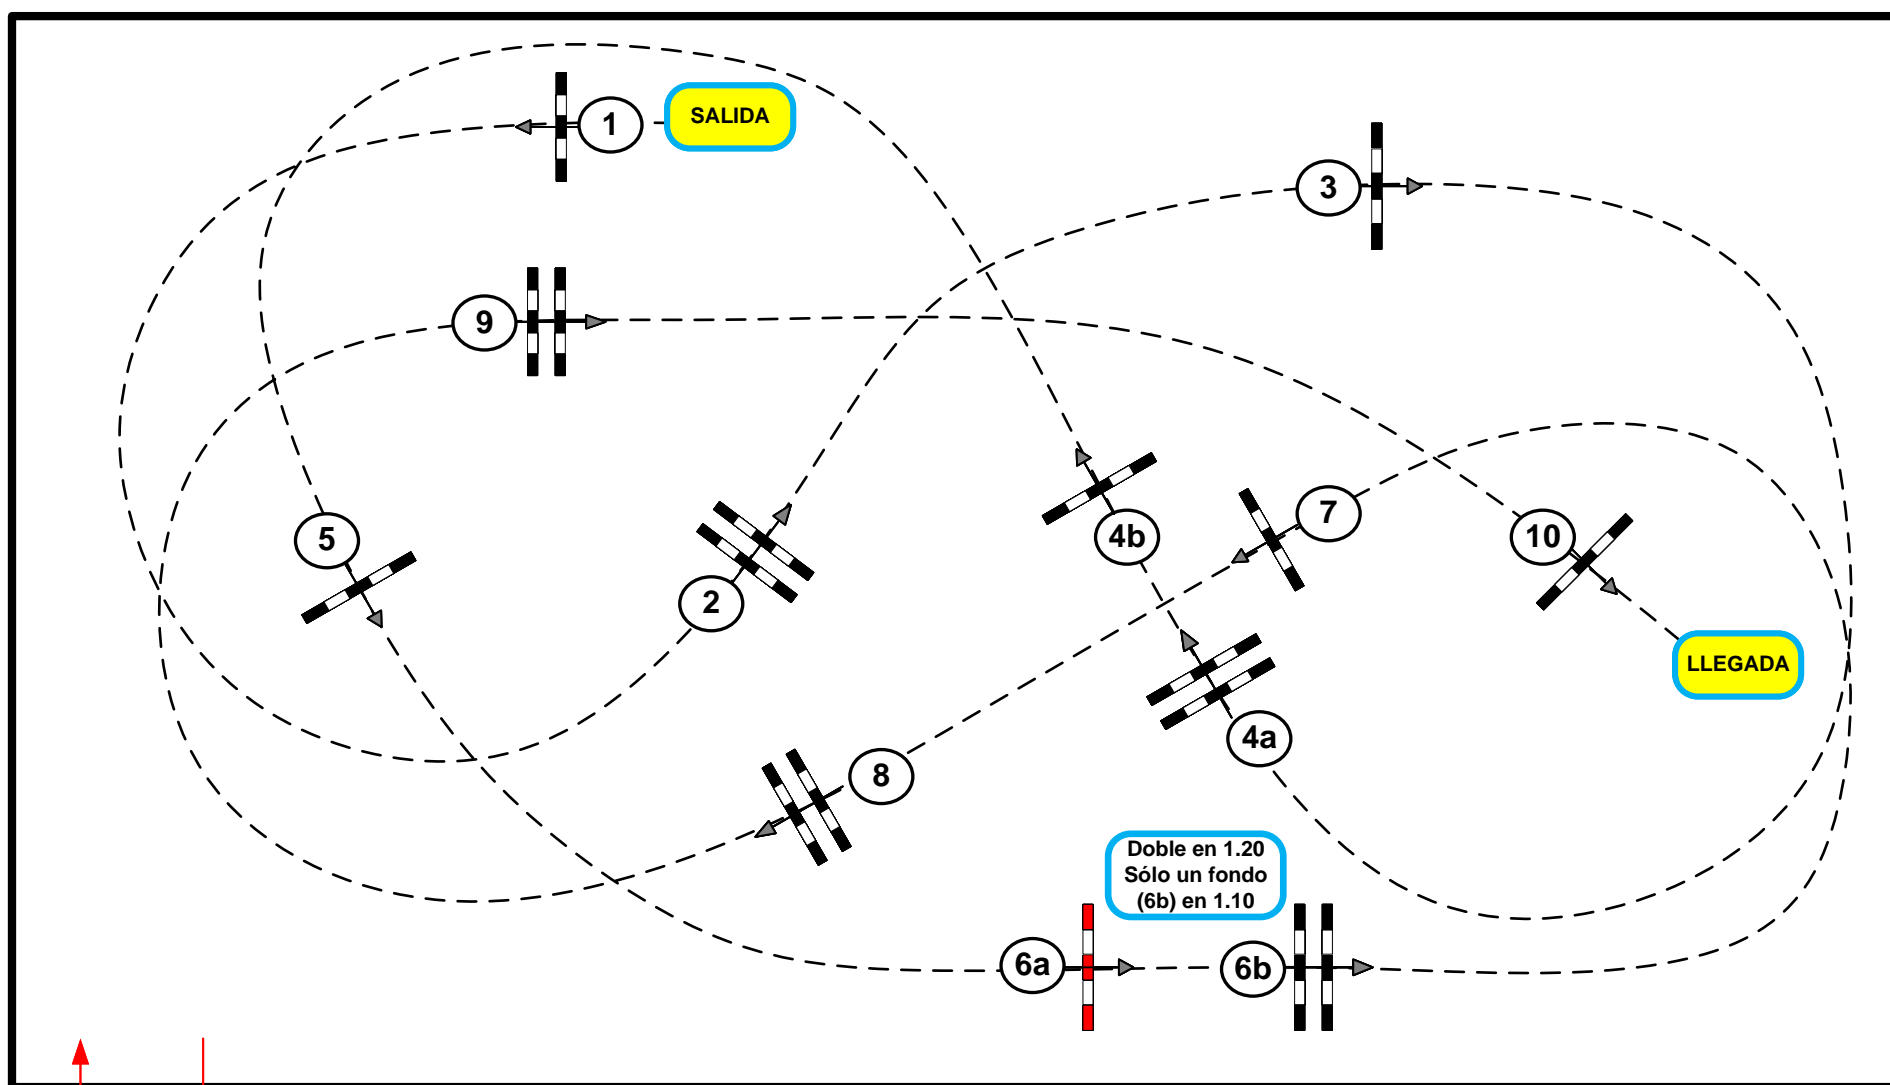 1
SALIDA
3
9
5
2
4b
7
10
LLEGADA
4a
8
Doble en 1.20
Sólo un fondo
(6b) en 1.10
6a
6b